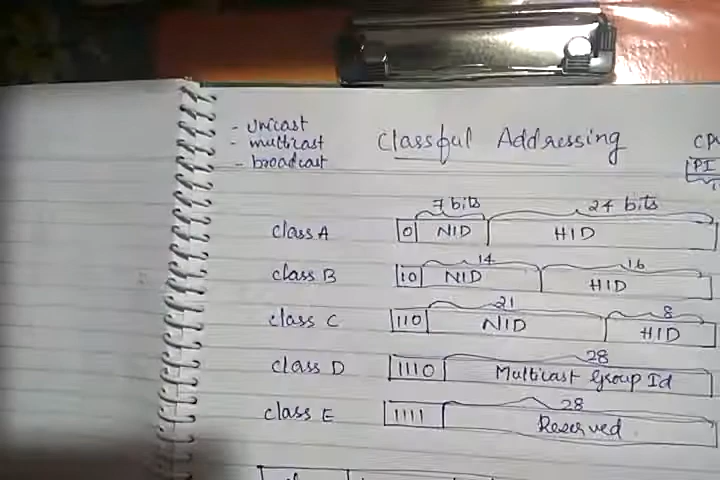 - unicast
- multicast
- broadcast
Classful Addressing
PI
7 bits 24 bits
class A 0 NID HID
14 16
class B 10 NID HID
21 8
class C 110 NID HID
28
class D 1110 Multicast Group Id
28
class E 1111 Reserved